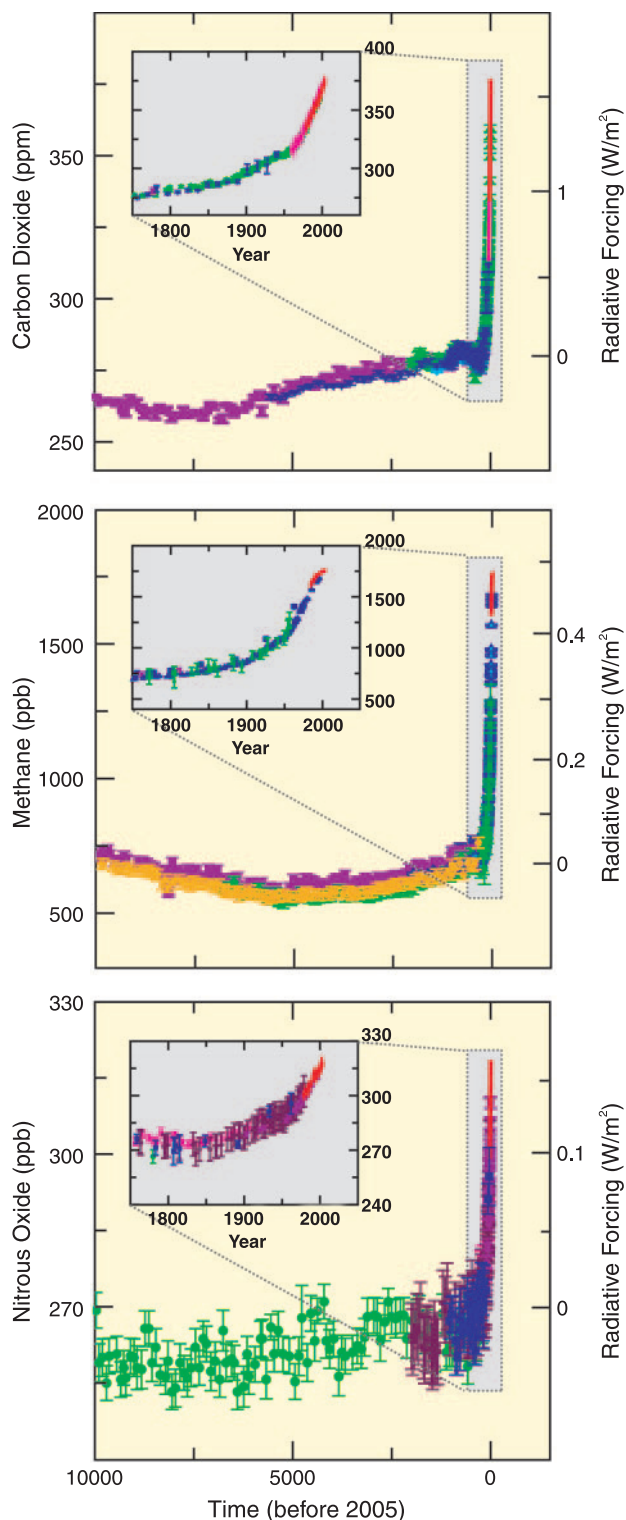 Carbon Dioxide (ppm)
350
300
250
400
350
300
1800 1900 2000
Year
1
0
Radiative Forcing (W/m²)
Methane (ppb)
2000
1500
1000
500
2000
1500
1000
500
1800 1900 2000
Year
0.4
0.2
0
Radiative Forcing (W/m²)
Nitrous Oxide (ppb)
330
300
270
330
300
270
240
1800 1900 2000
Year
0.1
0
Radiative Forcing (W/m²)
10000 5000 0
Time (before 2005)